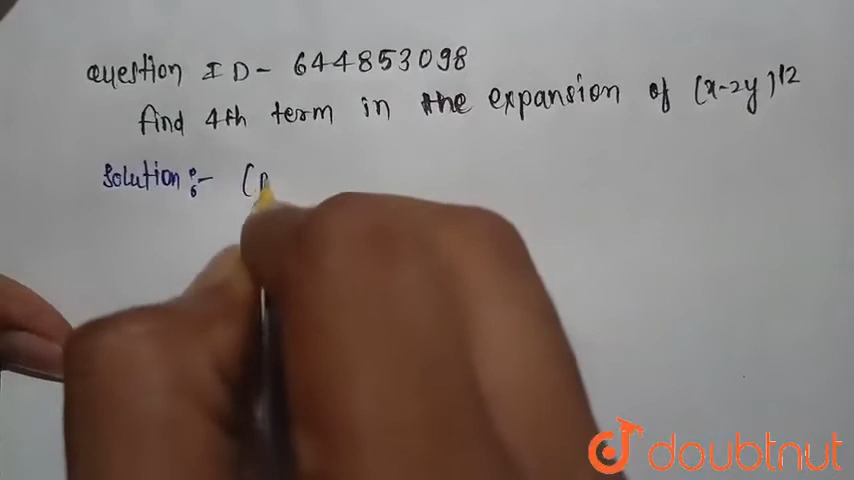 Question ID- 644853098
find 4th term in the expansion of (x-2y)12
Solution:- (
doubtnut